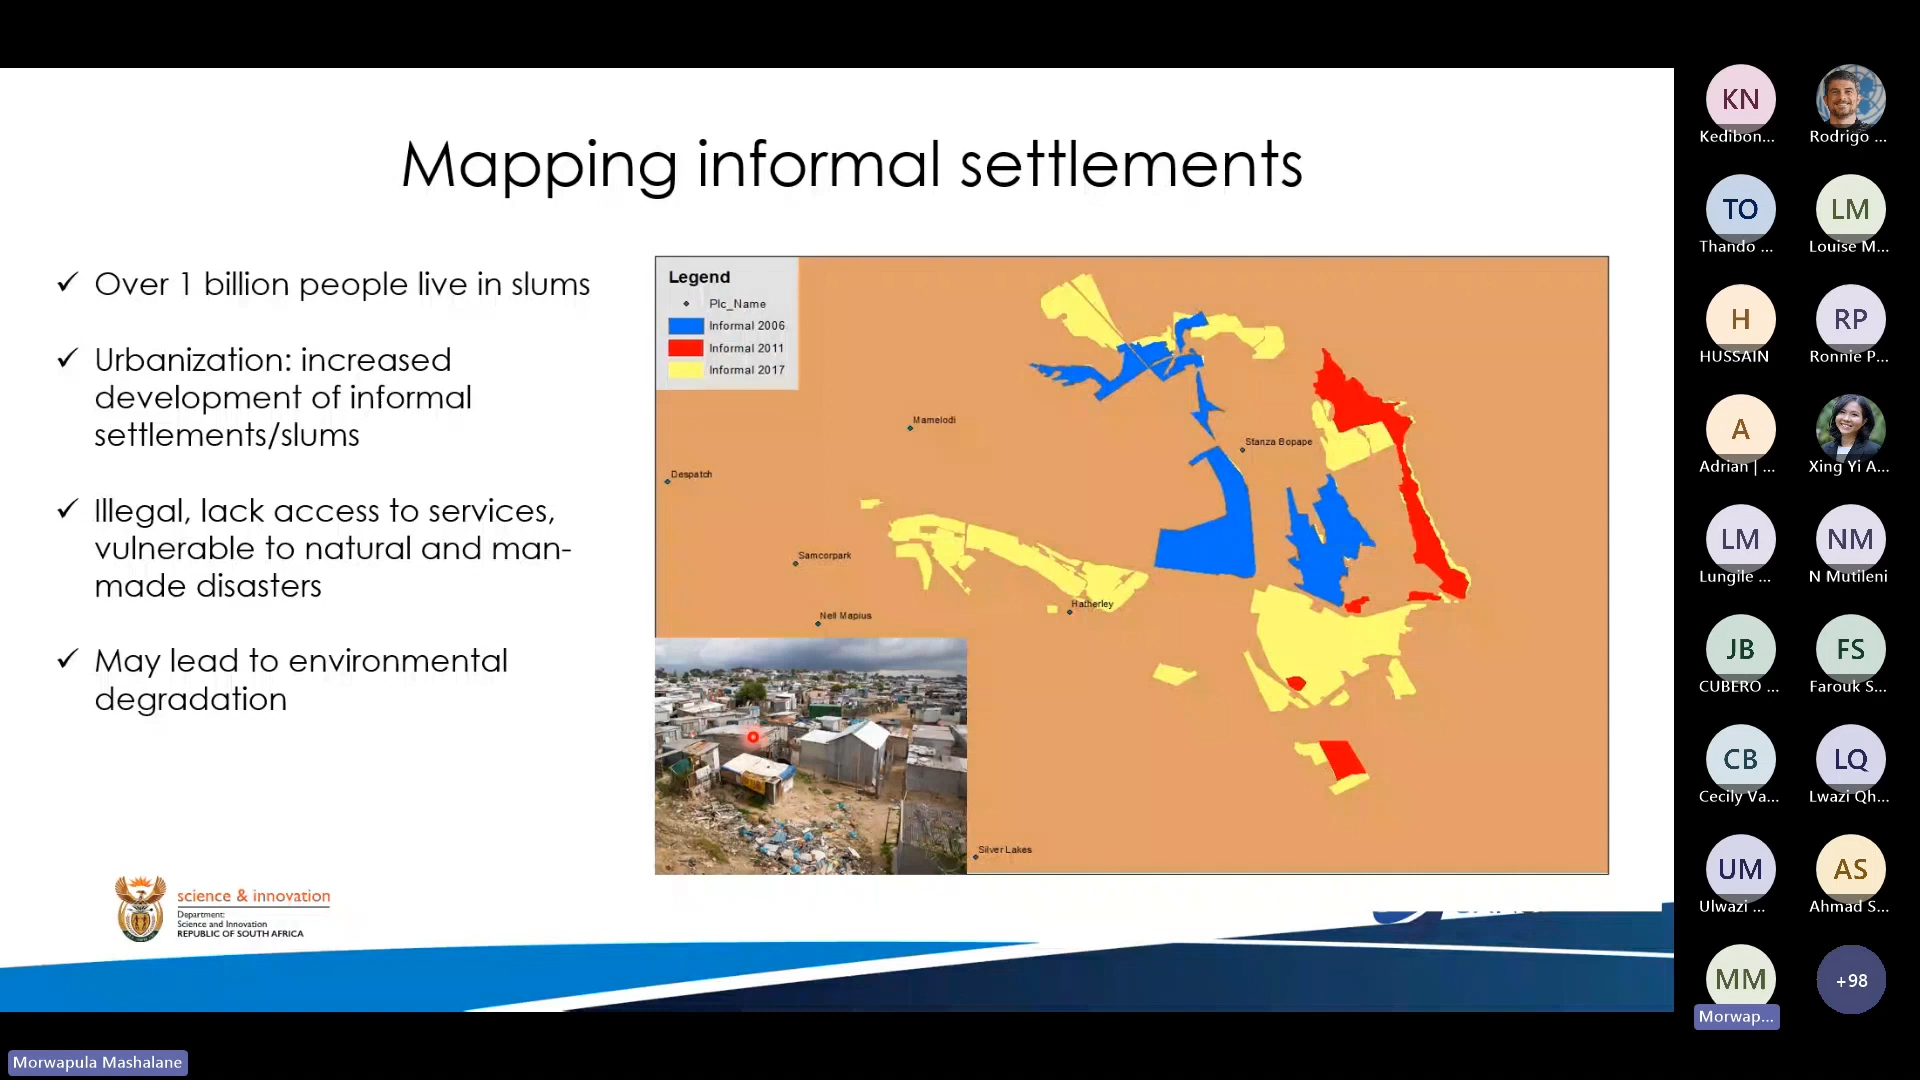 Mapping informal settlements
✓ Over 1 billion people live in slums
✓ Urbanization: increased
development of informal
settlements/slums
✓ Illegal, lack access to services,
vulnerable to natural and man-
made disasters
✓ May lead to environmental
degradation
Legend
Plc_Name
Informal 2006
Informal 2011
Informal 2017
Mamelodi
Stanza Bopape
Despatch
Samcorpark
Hatherley
Nell Mapius
Silver Lakes
science & innovation
Department:
Science and Innovation
REPUBLIC OF SOUTH AFRICA
KN
Kedibon...
Rodrigo ...
TO
Thando ...
LM
Louise M...
H
HUSSAIN
RP
Ronnie P...
A
Adrian | ...
Xing Yi A...
LM
Lungile ...
NM
N Mutileni
JB
CUBERO ...
FS
Farouk S...
CB
Cecily Va...
LQ
Lwazi Qh...
UM
Ulwazi ...
AS
Ahmad S...
MM
Morwap...
+98
Morwapula Mashalane